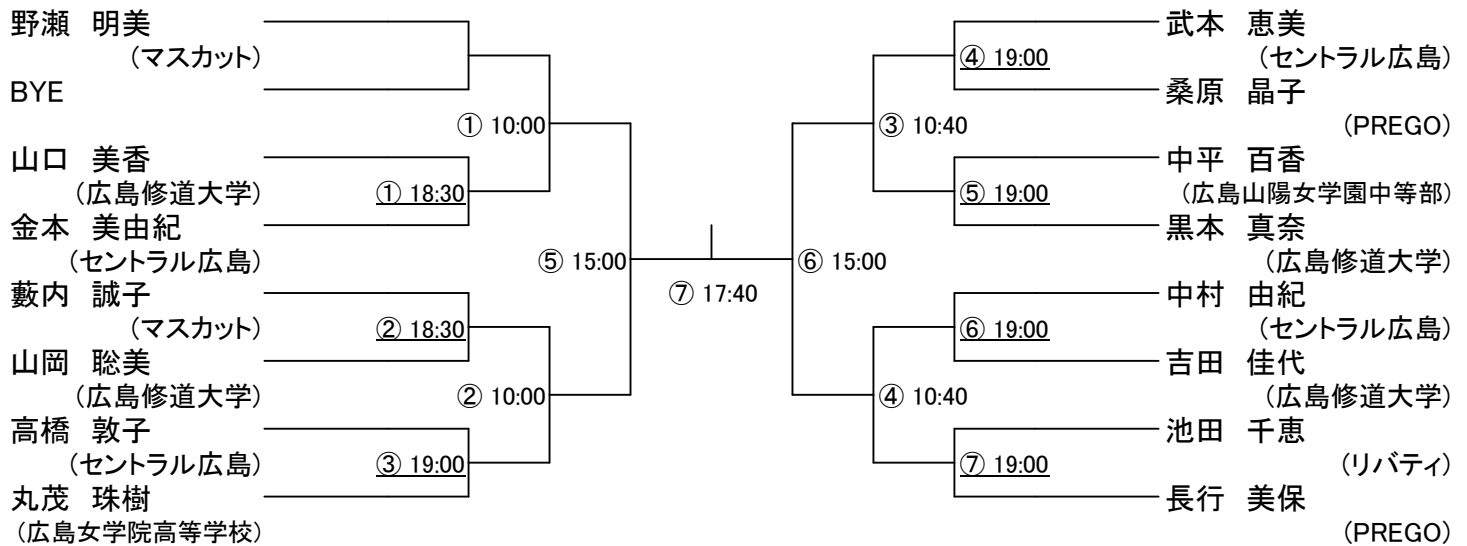 野瀬 明美
(マスカット)
BYE
① 10:00
山口 美香
(広島修道大学)
① 18:30
金本 美由紀
(セントラル広島)
⑤ 15:00
藪内 誠子
(マスカット)
② 18:30
山岡 聡美
(広島修道大学)
② 10:00
高橋 敦子
(セントラル広島)
③ 19:00
丸茂 珠樹
(広島女学院高等学校)
⑦ 17:40
武本 恵美
④ 19:00
(セントラル広島)
桑原 晶子
③ 10:40
(PREGO)
中平 百香
⑤ 19:00
(広島山陽女学園中等部)
黒本 真奈
⑥ 15:00
(広島修道大学)
中村 由紀
⑥ 19:00
(セントラル広島)
吉田 佳代
④ 10:40
(広島修道大学)
池田 千恵
⑦ 19:00
(リバティ)
長行 美保
(PREGO)